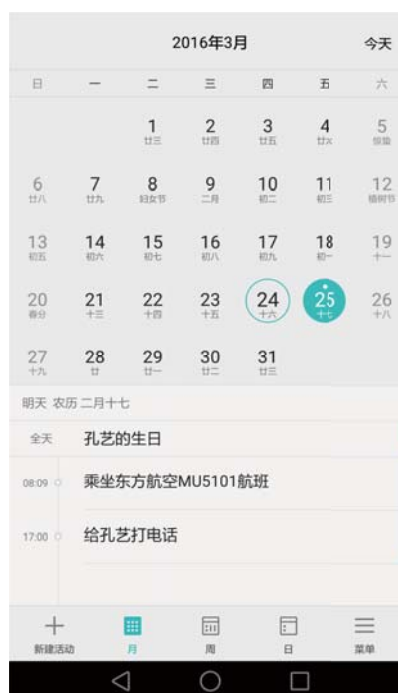 2016年3月 今天
日 一 二 三 四 五 六
1 2 3 4 5
廿三 廿四 廿五 廿六 惊蛰
6 7 8 9 10 11 12
廿八 廿九 妇女节 二月 初二 初三 植树节
13 14 15 16 17 18 19
初五 初六 初七 初八 初九 初一 十一
20 21 22 23 24 25 26
春分 十三 十四 十五 十六 十七 十八
27 28 29 30 31
十九 廿 廿一 廿二 廿三
明天 农历 二月十七
全天 孔艺的生日
08:09 乘坐东方航空MU5101航班
17:00 给孔艺打电话
新建活动 月 周 日 菜单